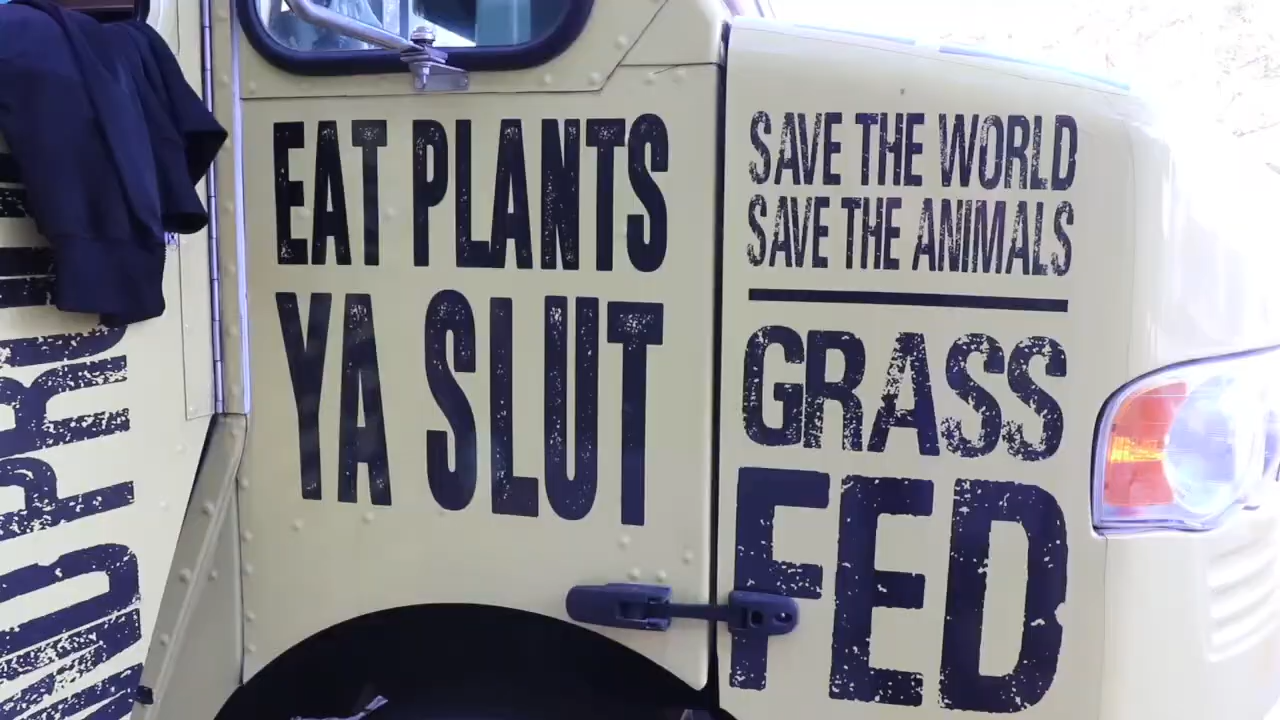 EAT PLANTS
YA SLUT
SAVE THE WORLD
SAVE THE ANIMALS
GRASS
FED